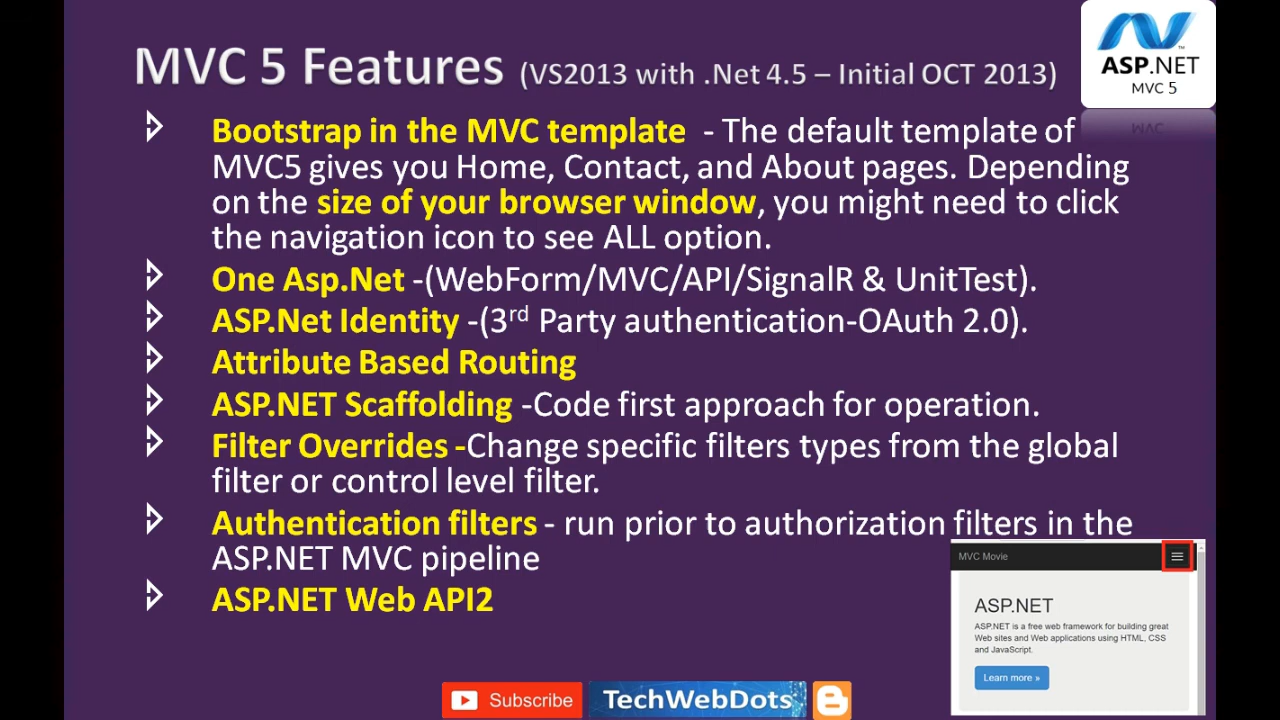 MVC 5 Features (VS2013 with .Net 4.5 – Initial OCT 2013)
ASP.NET
MVC 5
Bootstrap in the MVC template - The default template of
MVC5 gives you Home, Contact, and About pages. Depending
on the size of your browser window, you might need to click
the navigation icon to see ALL option.
One Asp.Net -(WebForm/MVC/API/SignalR & UnitTest).
ASP.Net Identity -(3rd Party authentication-OAuth 2.0).
Attribute Based Routing
ASP.NET Scaffolding -Code first approach for operation.
Filter Overrides -Change specific filters types from the global
filter or control level filter.
Authentication filters - run prior to authorization filters in the
ASP.NET MVC pipeline
ASP.NET Web API2
MVC Movie
ASP.NET
ASP.NET is a free web framework for building great
Web sites and Web applications using HTML, CSS
and JavaScript.
Learn more »
Subscribe
TechWebDots